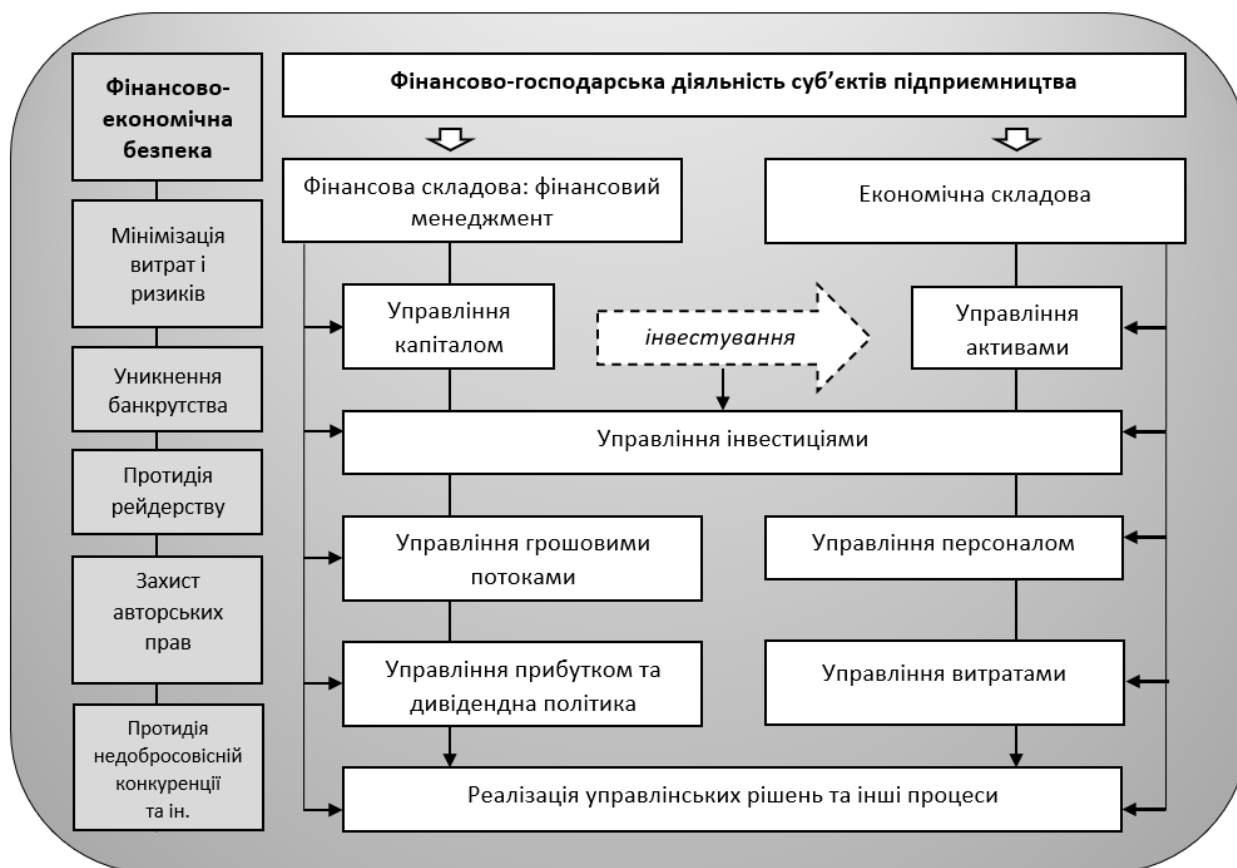 Фінансово-
економічна
безпека
Мінімізація
витрат і
ризиків
Уникнення
банкрутства
Протидія
рейдерству
Захист
авторських
прав
Протидія
недобросовісній
конкуренції
та ін.
Фінансово-господарська діяльність суб’єктів підприємництва
Фінансова складова: фінансовий
менеджмент
Економічна складова
Управління
капіталом
інвестування
Управління
активами
Управління інвестиціями
Управління грошовими
потоками
Управління персоналом
Управління прибутком та
дивідендна політика
Управління витратами
Реалізація управлінських рішень та інші процеси